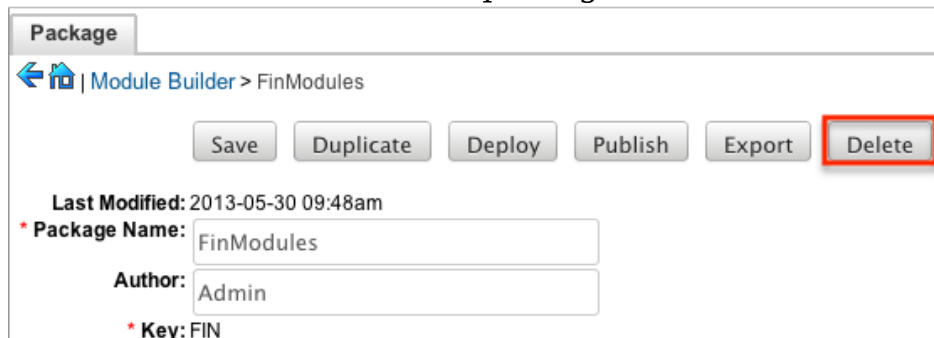 Package
| Module Builder > FinModules
Save Duplicate Deploy Publish Export Delete
Last Modified: 2013-05-30 09:48am
* Package Name: FinModules
Author: Admin
* Key: FIN